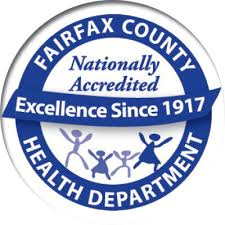 FAIRFAX COUNTY
Nationally
Accredited
Excellence Since 1917
HEALTH DEPARTMENT